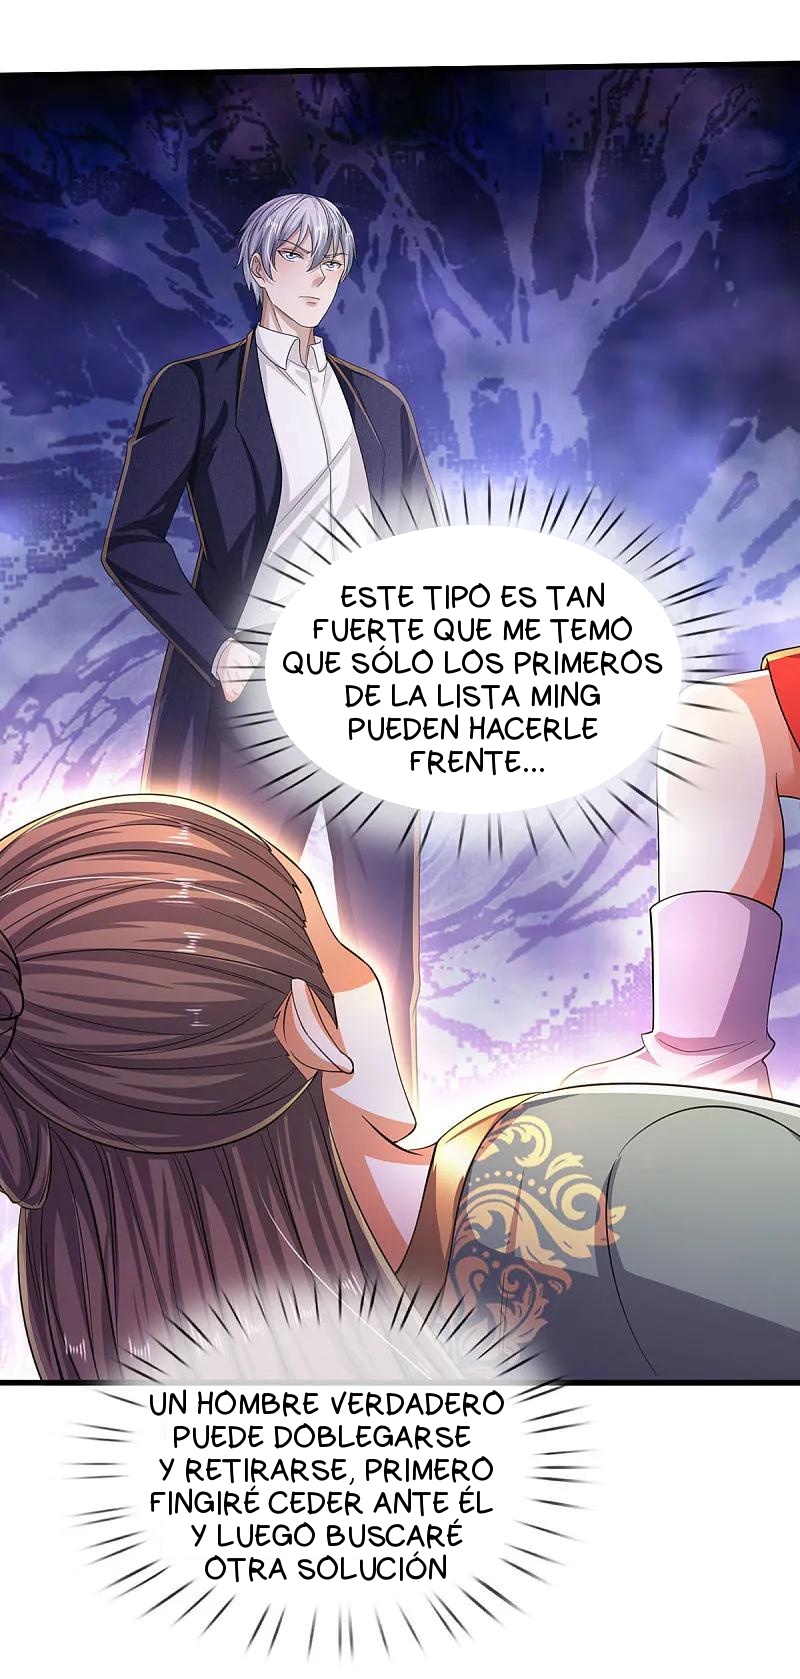 ESTE TIPO ES TAN
FUERTE QUE ME TEMO
QUE SÓLO LOS PRIMEROS
DE LA LISTA MING
PUEDEN HACERLE
FRENTE...
UN HOMBRE VERDADERO
PUEDE DOBLEGARSE
Y RETIRARSE, PRIMERO
FINGIRÉ CEDER ANTE ÉL
Y LUEGO BUSCARÉ
OTRA SOLUCIÓN